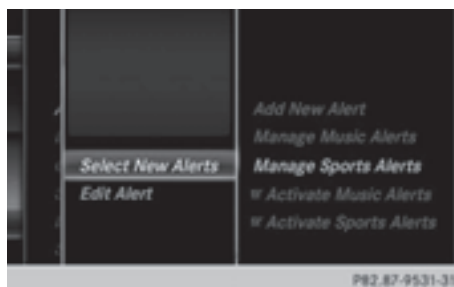 Add New Alert
Manage Music Alerts
Select New Alerts
Manage Sports Alerts
Edit Alert
Activate Music Alerts
Activate Sports Alerts
P82.87-9531-31